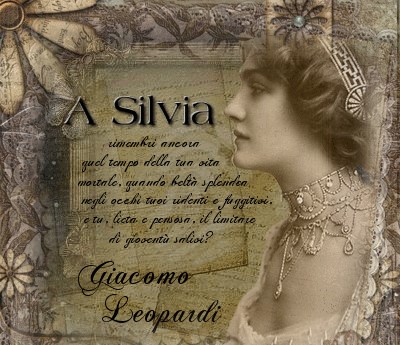 A Silvia
rimembri ancora
quel tempo della tua vita
mortale, quando beltà splendea
negli occhi tuoi ridenti e fuggitivi,
e tu, lieta e pensosa, il limitare
di gioventù salivi?
Giacomo
Leopardi